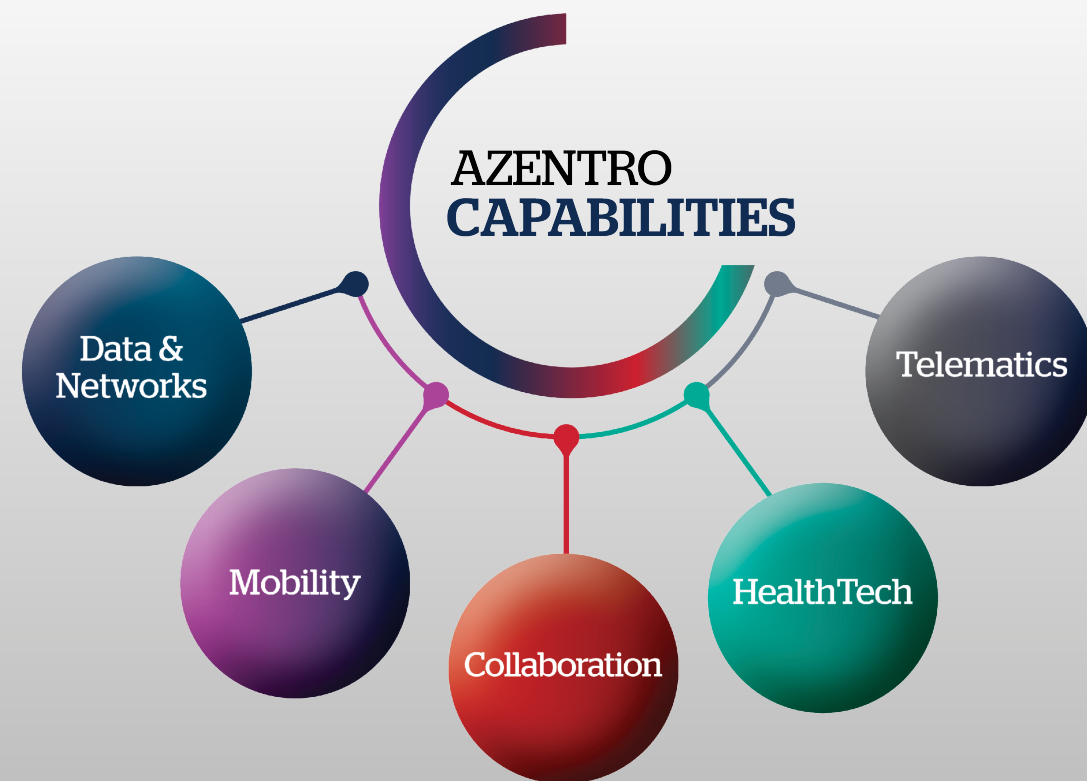 AZENTRO
CAPABILITIES
Data &
Networks
Telematics
Mobility
HealthTech
Collaboration